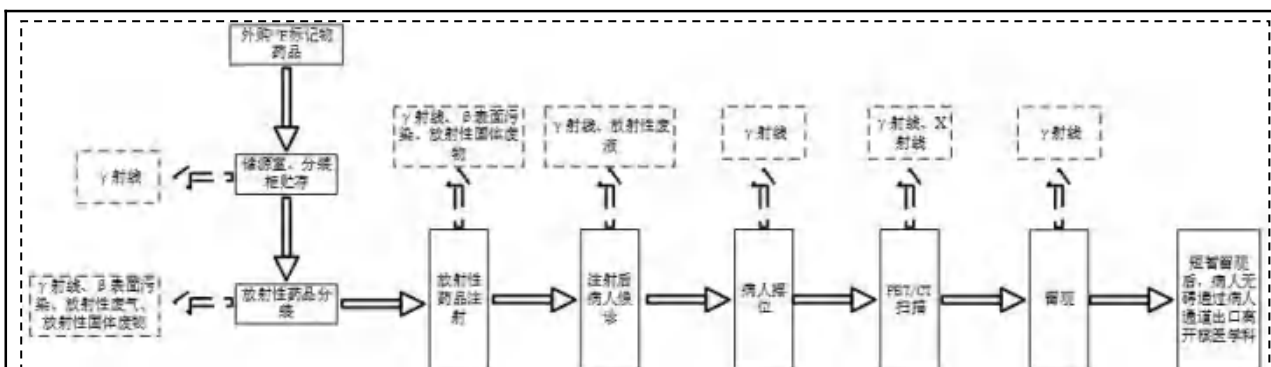 外购¹⁸F标记物
药品
γ射线、β表面污
染、放射性固体废
物
γ射线、放射性废
液
γ射线
γ射线、X
射线
γ射线
γ射线
储源室、分装
柜贮存
γ射线、β表面污
染、放射性废气、
放射性固体废物
放射性药品分
装
放射性
药品注
射
注射后
病人候
诊
病人摆
位
PET/CT
扫描
留观
短暂留观
后,病人无
碍通过病人
通道出口离
开核医学科